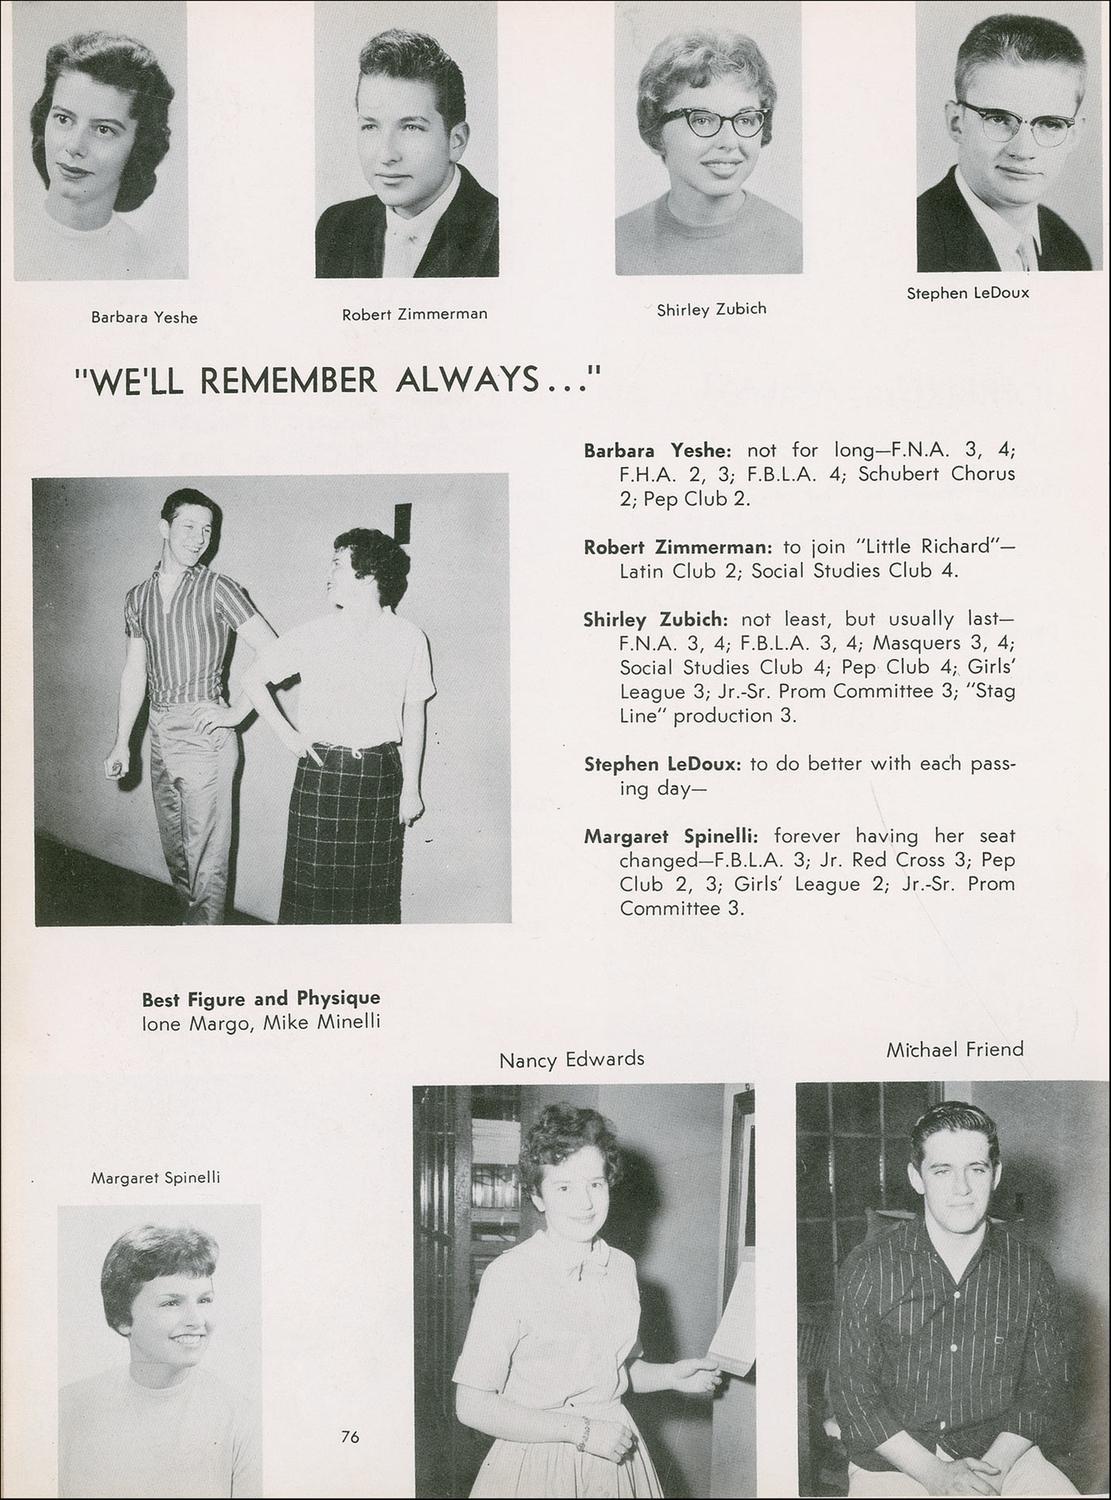 Barbara Yeshe
Robert Zimmerman
Shirley Zubich
Stephen LeDoux
"WE'LL REMEMBER ALWAYS..."
Barbara Yeshe: not for long—F.N.A. 3, 4;
F.H.A. 2, 3; F.B.L.A. 4; Schubert Chorus
2; Pep Club 2.
Robert Zimmerman: to join "Little Richard"—
Latin Club 2; Social Studies Club 4.
Shirley Zubich: not least, but usually last—
F.N.A. 3, 4; F.B.L.A. 3, 4; Masquers 3, 4;
Social Studies Club 4; Pep Club 4; Girls'
League 3; Jr.-Sr. Prom Committee 3; "Stag
Line" production 3.
Stephen LeDoux: to do better with each pass-
ing day—
Margaret Spinelli: forever having her seat
changed—F.B.L.A. 3; Jr. Red Cross 3; Pep
Club 2, 3; Girls' League 2; Jr.-Sr. Prom
Committee 3.
Best Figure and Physique
Ione Margo, Mike Minelli
Nancy Edwards
Michael Friend
Margaret Spinelli
76